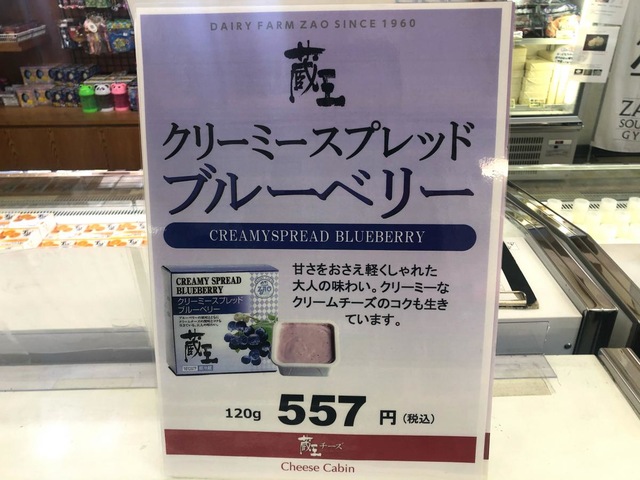 DAIRY FARM ZAO SINCE 1960
蔵王
クリーミースプレッド
ブルーベリー
CREAMYSPREAD BLUEBERRY
甘さをおさえ軽くしゃれた
大人の味わい。クリーミーな
クリームチーズのコクも生き
ています。
CREAMY SPREAD
BLUEBERRY
クリーミースプレッド
ブルーベリー
蔵王
120g 557円(税込)
蔵王チーズ
Cheese Cabin